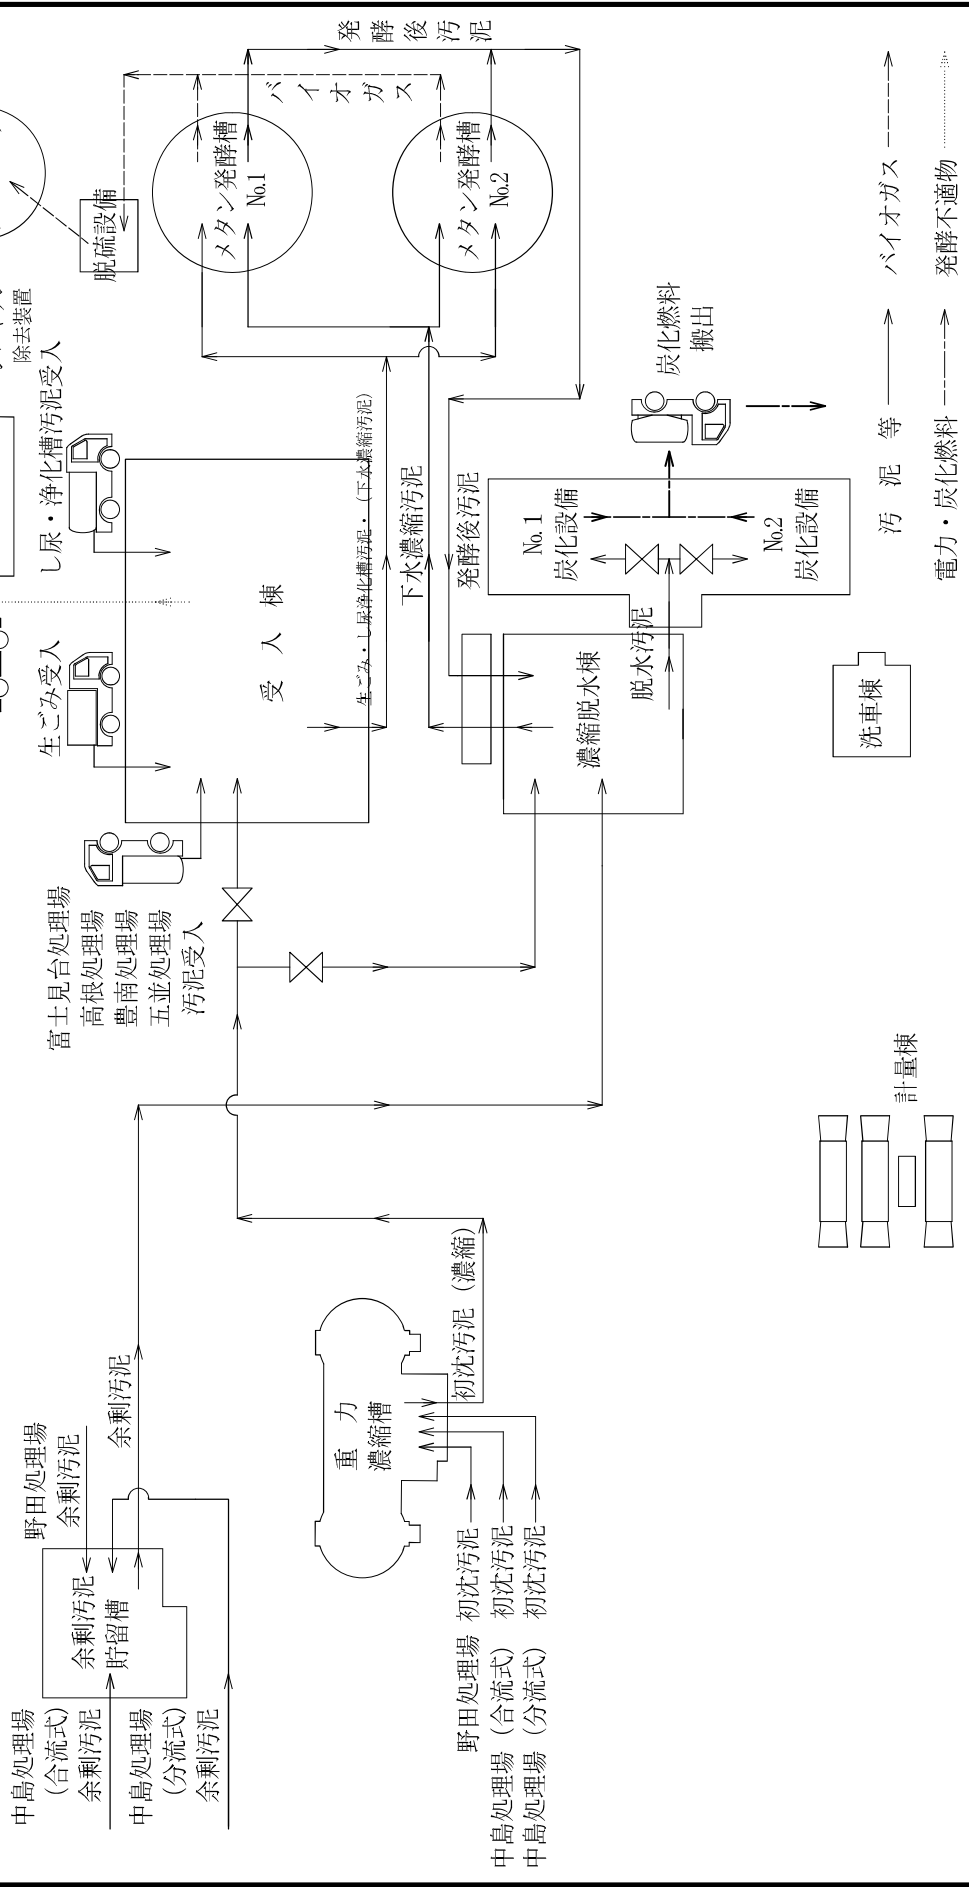 中島処理場
(合流式)
余剰汚泥
中島処理場
(分流式)
余剰汚泥
野田処理場
余剰汚泥
余剰汚泥
貯留槽
余剰汚泥
重力
濃縮槽
初沈汚泥 (濃縮)
野田処理場 初沈汚泥
中島処理場 (合流式) 初沈汚泥
中島処理場 (分流式) 初沈汚泥
富士見台処理場
高根処理場
豊南処理場
五並処理場
汚泥受入
生ごみ受入
し尿・浄化槽汚泥受入
除去装置
受入棟
生ごみ・し尿浄化槽汚泥・(下水濃縮汚泥)
下水濃縮汚泥
発酵後汚泥
濃縮脱水棟
脱水汚泥
No.1
炭化設備
No.2
炭化設備
炭化燃料
搬出
脱硫設備
メタン発酵槽
No.1
メタン発酵槽
No.2
バイオガス
発酵後汚泥
洗車棟
計量棟
汚泥等
バイオガス
電力・炭化燃料
発酵不適物